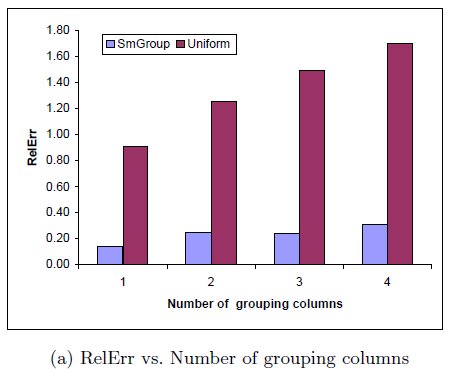 1.80
1.60
1.40
1.20
1.00
0.80
0.60
0.40
0.20
0.00
RelErr
SmGroup Uniform
1 2 3 4
Number of grouping columns
(a) RelErr vs. Number of grouping columns